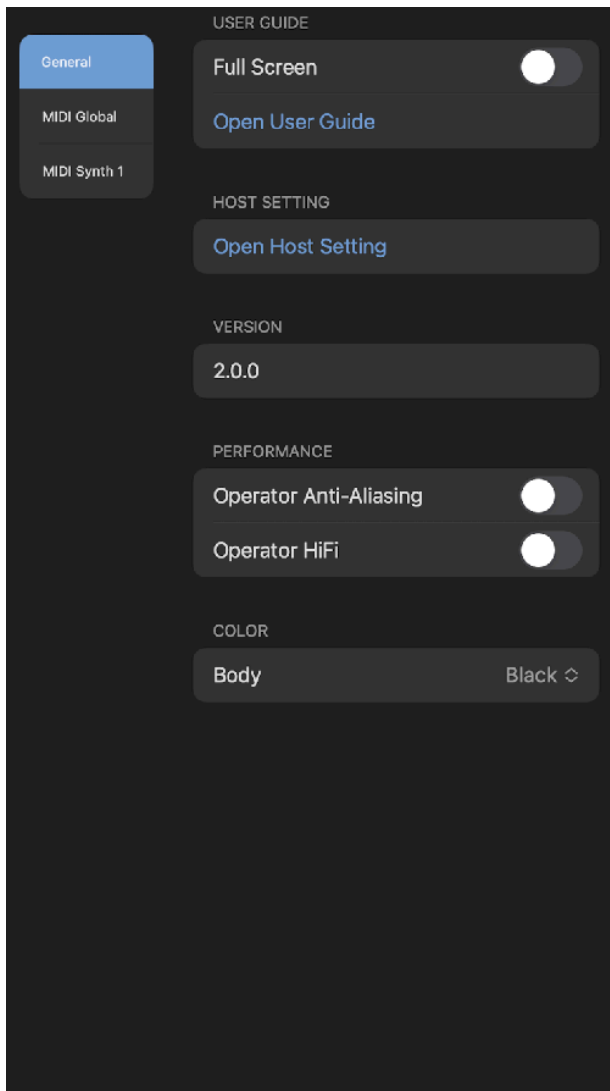 General
MIDI Global
MIDI Synth 1
USER GUIDE
Full Screen
Open User Guide
HOST SETTING
Open Host Setting
VERSION
2.0.0
PERFORMANCE
Operator Anti-Aliasing
Operator HiFi
COLOR
Body Black